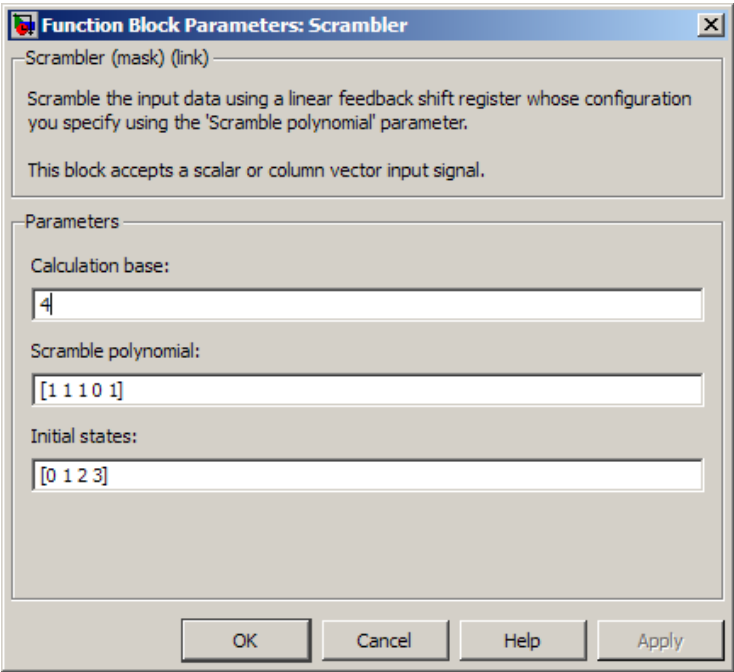 Function Block Parameters: Scrambler
Scrambler (mask) (link)
Scramble the input data using a linear feedback shift register whose configuration
you specify using the 'Scramble polynomial' parameter.
This block accepts a scalar or column vector input signal.
Parameters
Calculation base:
4
Scramble polynomial:
[1 1 1 0 1]
Initial states:
[0 1 2 3]
OK Cancel Help Apply